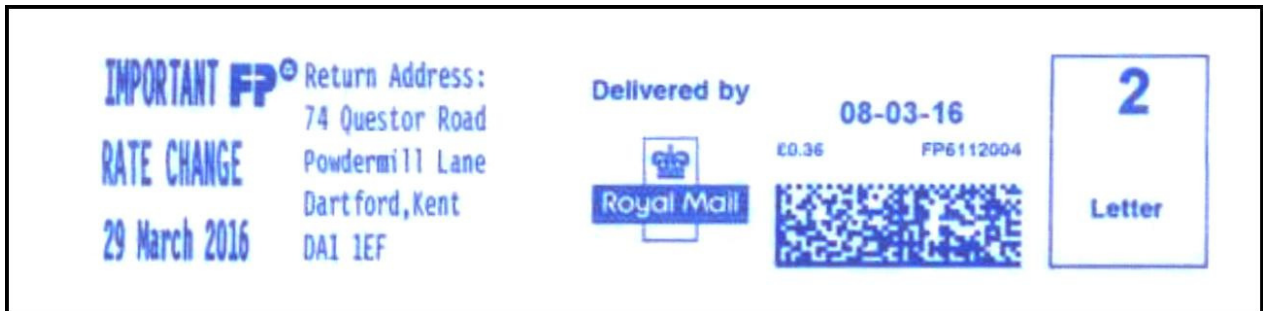 IMPORTANT FP
RATE CHANGE
29 March 2016
Return Address:
74 Questor Road
Powdermill Lane
Dartford,Kent
DA1 1EF
Delivered by
Royal Mail
08-03-16
£0.36 FP6112004
2
Letter